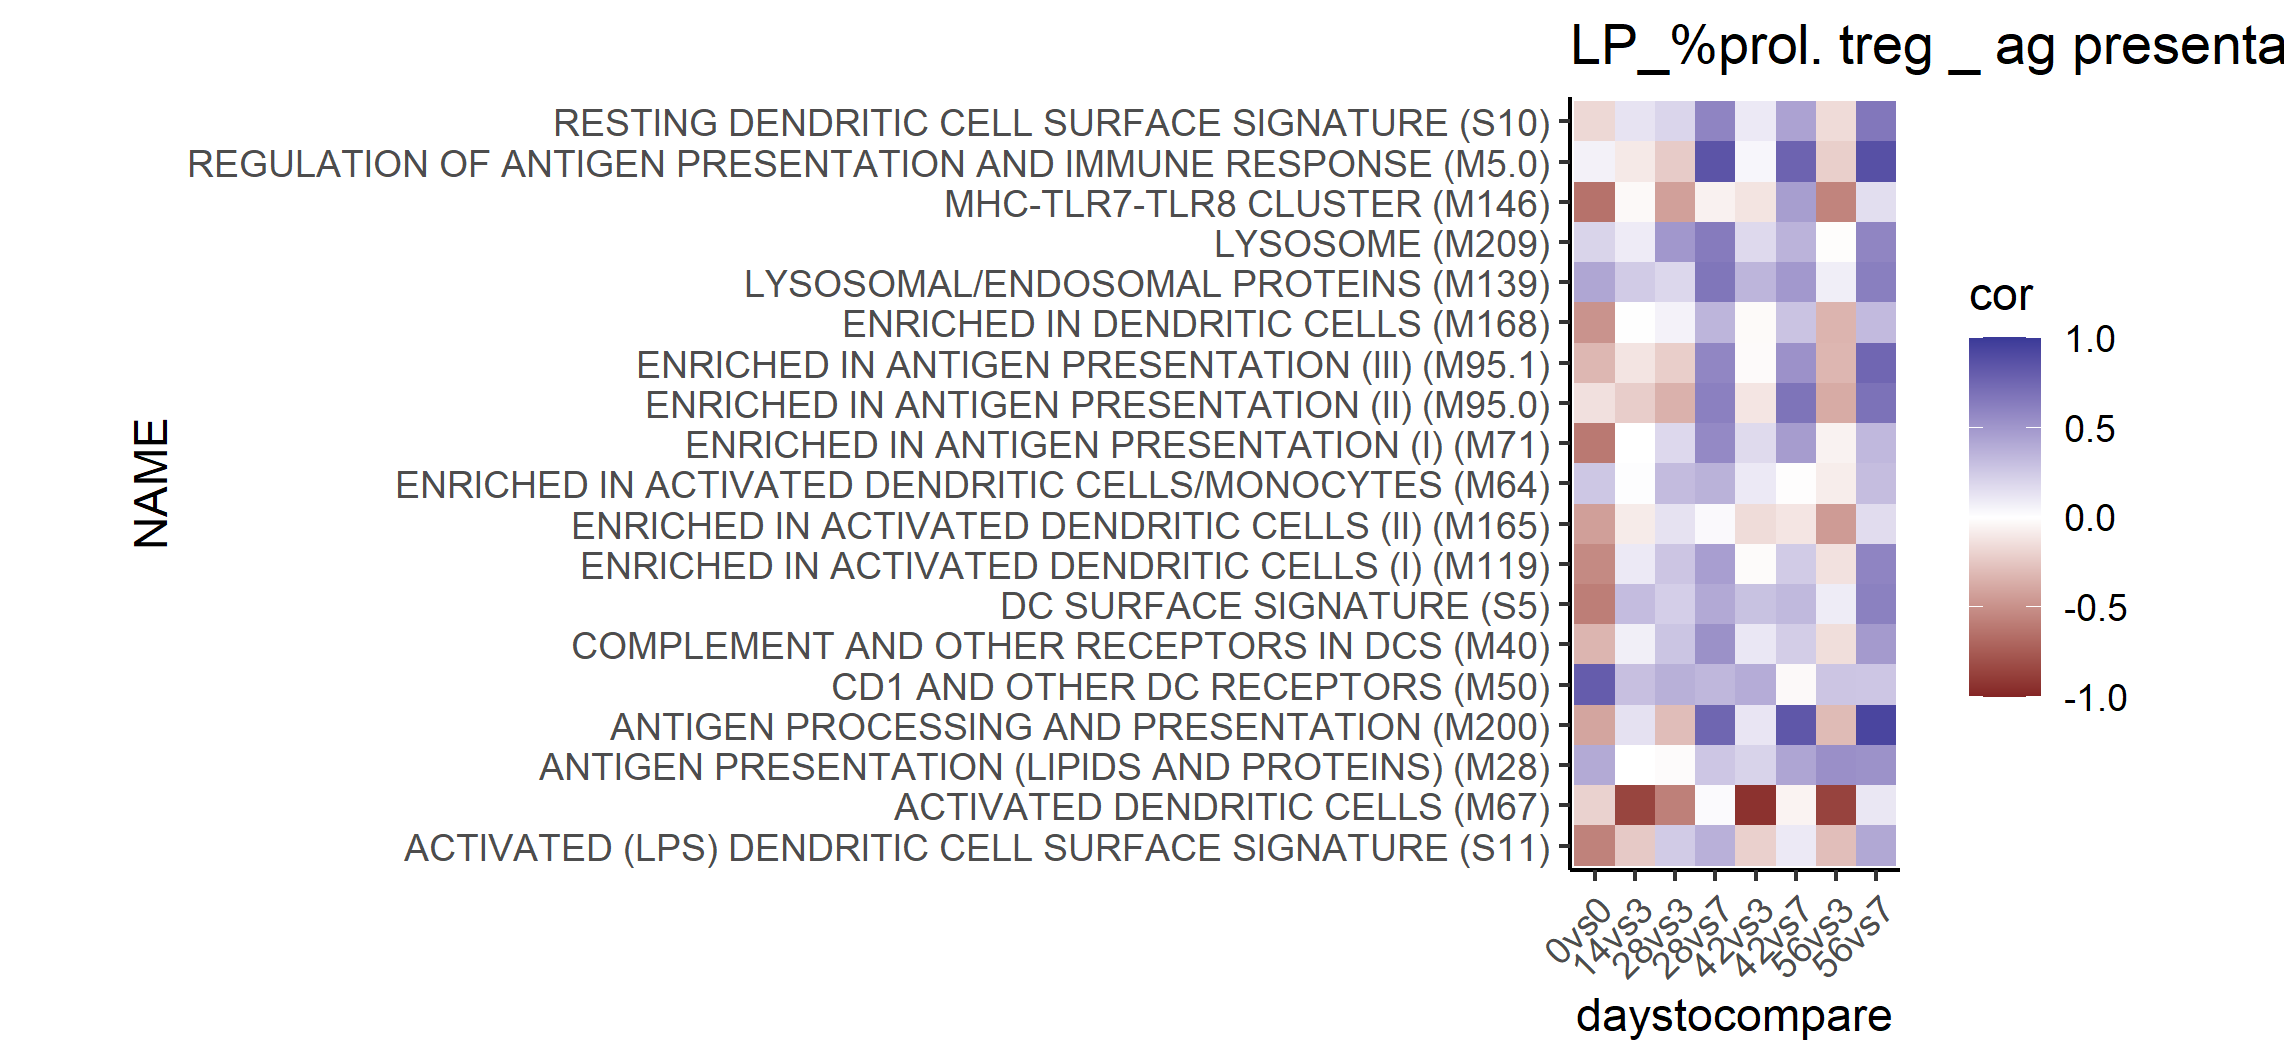 LP_%prol. treg _ ag presenta
RESTING DENDRITIC CELL SURFACE SIGNATURE (S10)
REGULATION OF ANTIGEN PRESENTATION AND IMMUNE RESPONSE (M5.0)
MHC-TLR7-TLR8 CLUSTER (M146)
LYSOSOME (M209)
LYSOSOMAL/ENDOSOMAL PROTEINS (M139)
ENRICHED IN DENDRITIC CELLS (M168)
ENRICHED IN ANTIGEN PRESENTATION (III) (M95.1)
ENRICHED IN ANTIGEN PRESENTATION (II) (M95.0)
ENRICHED IN ANTIGEN PRESENTATION (I) (M71)
ENRICHED IN ACTIVATED DENDRITIC CELLS/MONOCYTES (M64)
ENRICHED IN ACTIVATED DENDRITIC CELLS (II) (M165)
ENRICHED IN ACTIVATED DENDRITIC CELLS (I) (M119)
DC SURFACE SIGNATURE (S5)
COMPLEMENT AND OTHER RECEPTORS IN DCS (M40)
CD1 AND OTHER DC RECEPTORS (M50)
ANTIGEN PROCESSING AND PRESENTATION (M200)
ANTIGEN PRESENTATION (LIPIDS AND PROTEINS) (M28)
ACTIVATED DENDRITIC CELLS (M67)
ACTIVATED (LPS) DENDRITIC CELL SURFACE SIGNATURE (S11)
NAME
0vs0
14vs3
28vs3
28vs7
42vs3
42vs7
56vs3
56vs7
daystocompare
cor
1.0
0.5
0.0
-0.5
-1.0